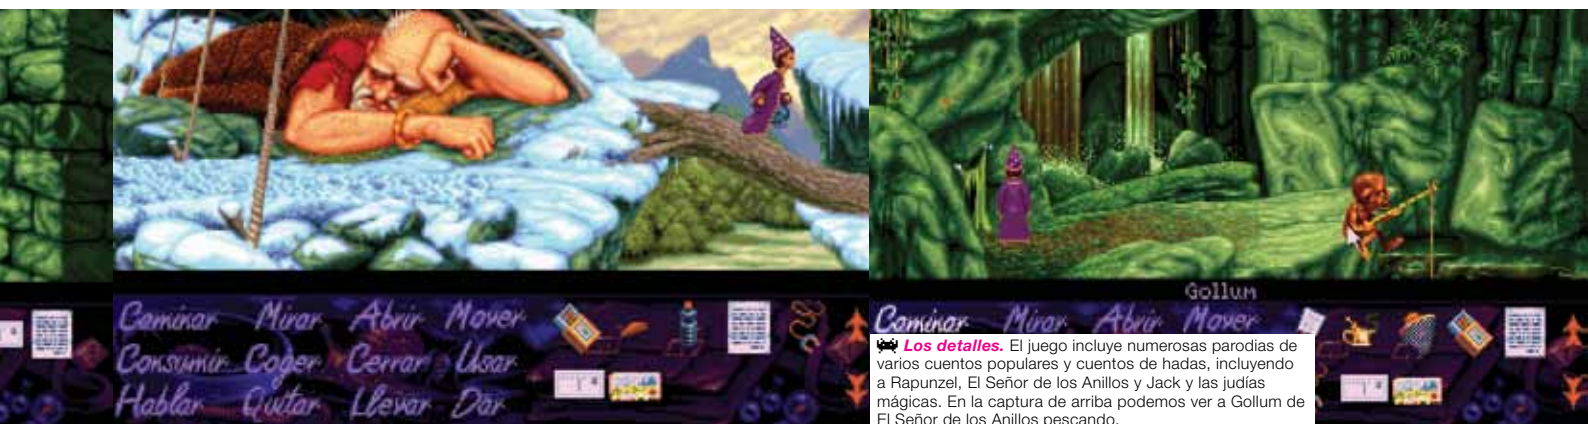 Caminar Mirar Abrir Mover
Consumir Coger Cerrar Usar
Hablar Quitar Llevar Dar
Gollum
Caminar Mirar Abrir Mover
Los detalles. El juego incluye numerosas parodias de
varios cuentos populares y cuentos de hadas, incluyendo
a Rapunzel, El Señor de los Anillos y Jack y las judías
mágicas. En la captura de arriba podemos ver a Gollum de
El Señor de los Anillos pescando.